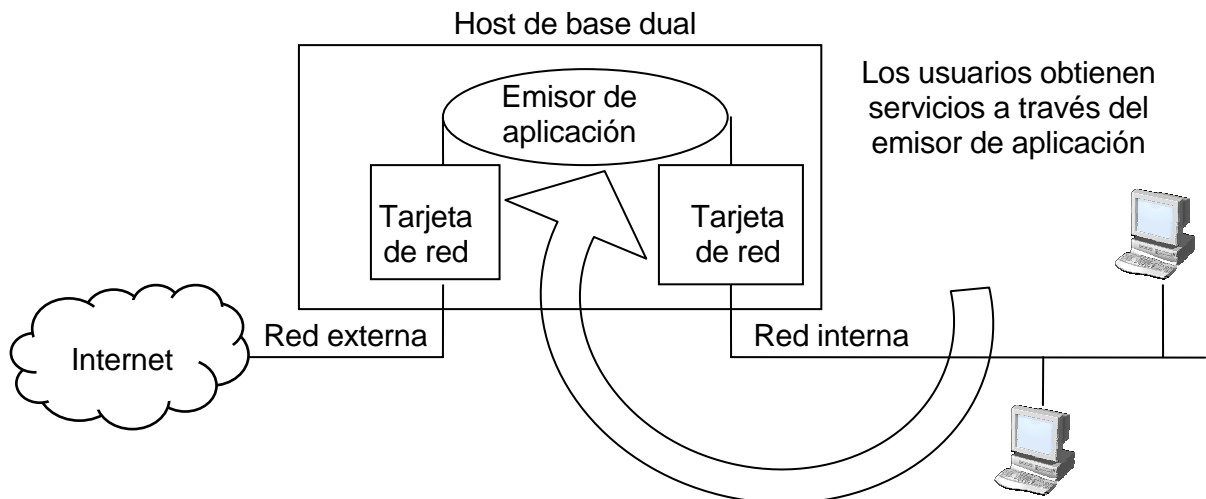 Host de base dual
Emisor de
aplicación
Los usuarios obtienen
servicios a través del
emisor de aplicación
Tarjeta
de red
Tarjeta
de red
Internet
Red externa
Red interna